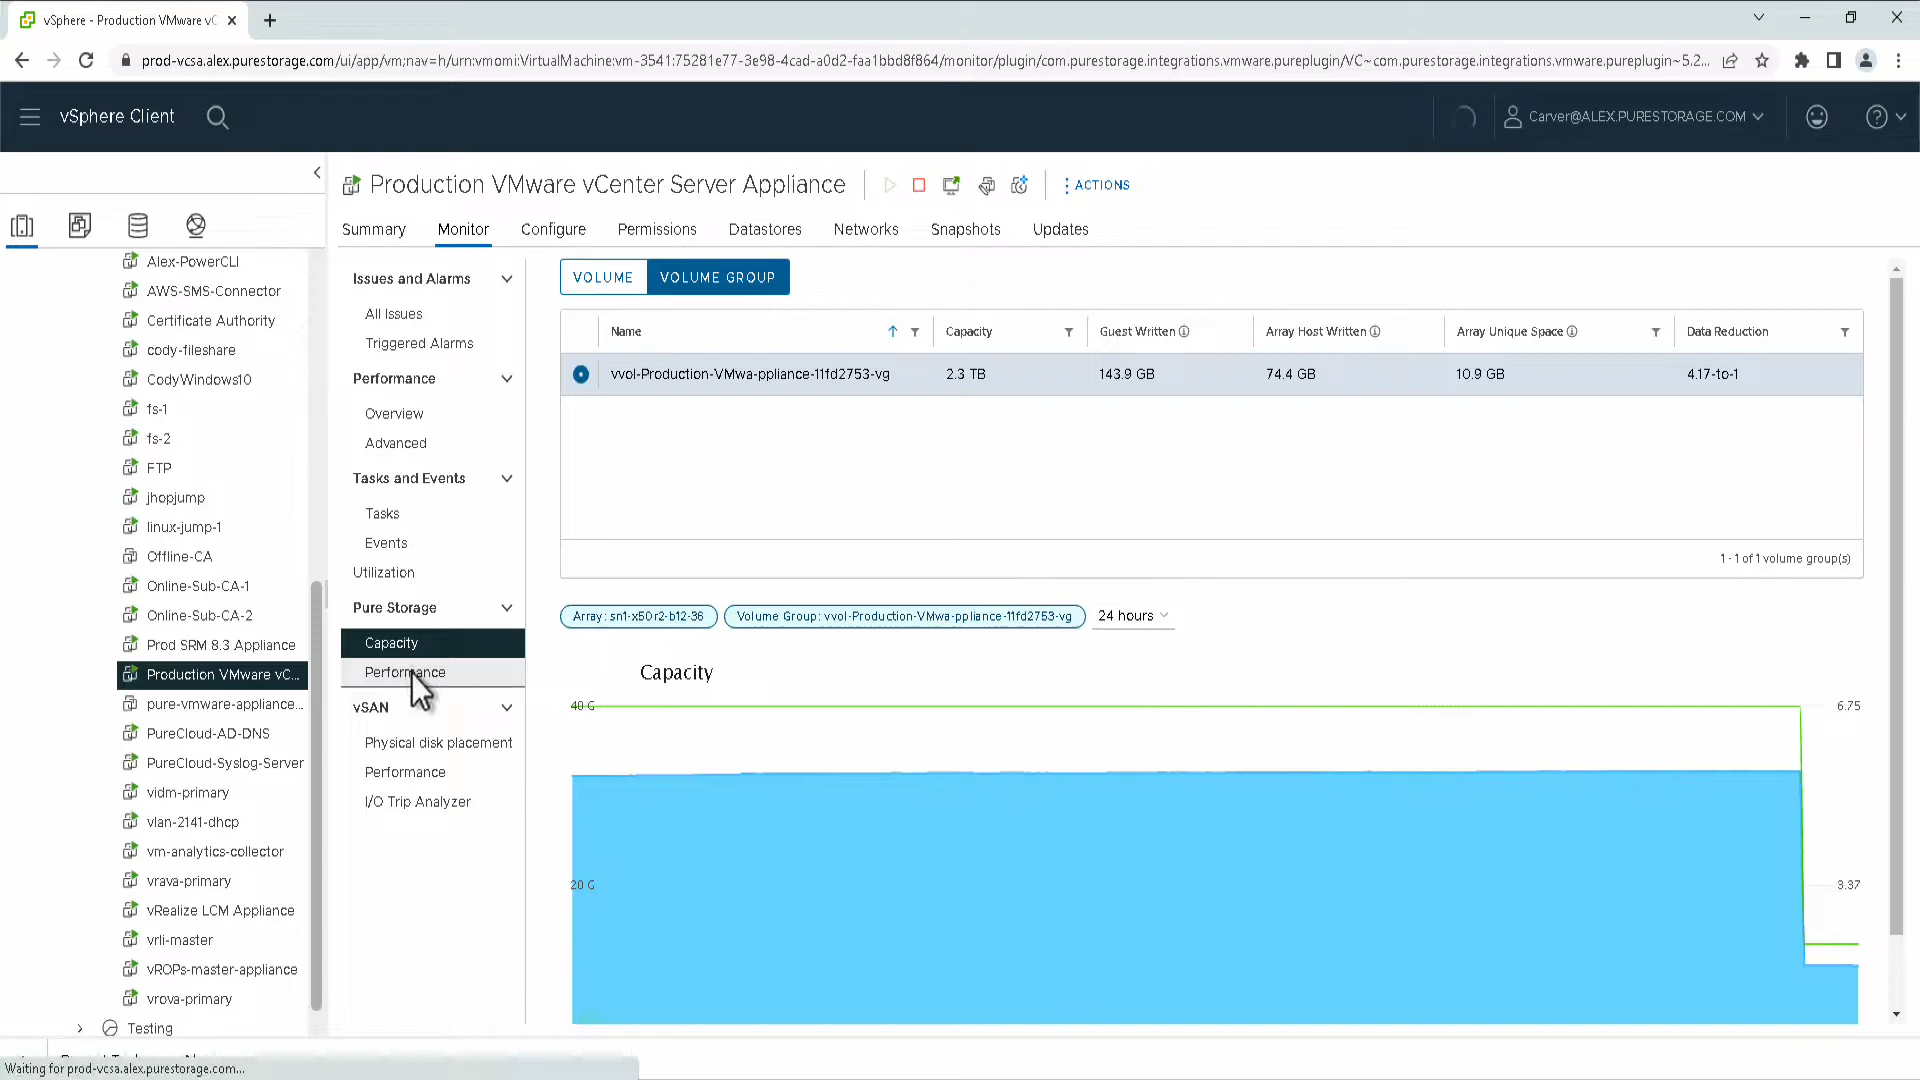 vSphere - Production VMware vC
prod-vcsa.alex.purestorage.com/ui/app/vm;nav=h/urn:vmomi:VirtualMachine:vm-3541:75281e77-3e98-4cad-a0d2-faa1bbd8f864/monitor/plugin/com.purestorage.integrations.vmware.pureplugin/VC~com.purestorage.integrations.vmware.pureplugin~5.2...
vSphere Client
Carver@ALEX.PURESTORAGE.COM
Production VMware vCenter Server Appliance
ACTIONS
Summary
Monitor
Configure
Permissions
Datastores
Networks
Snapshots
Updates
Alex-PowerCLI
AWS-SMS-Connector
Certificate Authority
cody-fileshare
CodyWindows10
fs-1
fs-2
FTP
jhopjump
linux-jump-1
Offline-CA
Online-Sub-CA-1
Online-Sub-CA-2
Prod SRM 8.3 Appliance
Production VMware vC...
pure-vmware-appliance...
PureCloud-AD-DNS
PureCloud-Syslog-Server
vidm-primary
vlan-2141-dhcp
vm-analytics-collector
vrava-primary
vRealize LCM Appliance
vrli-master
vROPs-master-appliance
vrova-primary
Testing
Issues and Alarms
All Issues
Triggered Alarms
Performance
Overview
Advanced
Tasks and Events
Tasks
Events
Utilization
Pure Storage
Capacity
Performance
vSAN
Physical disk placement
Performance
I/O Trip Analyzer
VOLUME
VOLUME GROUP
Name
Capacity
Guest Written
Array Host Written
Array Unique Space
Data Reduction
vvol-Production-VMwa-ppliance-11fd2753-vg
2.3 TB
143.9 GB
74.4 GB
10.9 GB
4.17-to-1
1 - 1 of 1 volume group(s)
Array: sn1-x50r2-b12-36
Volume Group: vvol-Production-VMwa-ppliance-11fd2753-vg
24 hours
Capacity
40 G
6.75
20 G
3.37
Waiting for prod-vcsa.alex.purestorage.com...